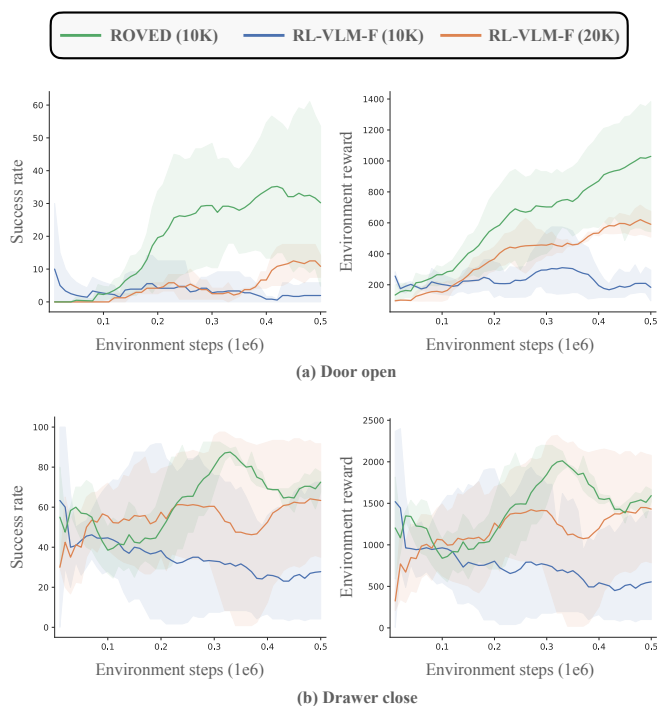 ROVED (10K) RL-VLM-F (10K) RL-VLM-F (20K)
Success rate
60
50
40
30
20
10
0
0.1 0.2 0.3 0.4 0.5
Environment steps (1e6)
Environment reward
1400
1200
1000
800
600
400
200
0.1 0.2 0.3 0.4 0.5
Environment steps (1e6)
(a) Door open
Success rate
100
80
60
40
20
0
0.1 0.2 0.3 0.4 0.5
Environment steps (1e6)
Environment reward
2500
2000
1500
1000
500
0
0.1 0.2 0.3 0.4 0.5
Environment steps (1e6)
(b) Drawer close